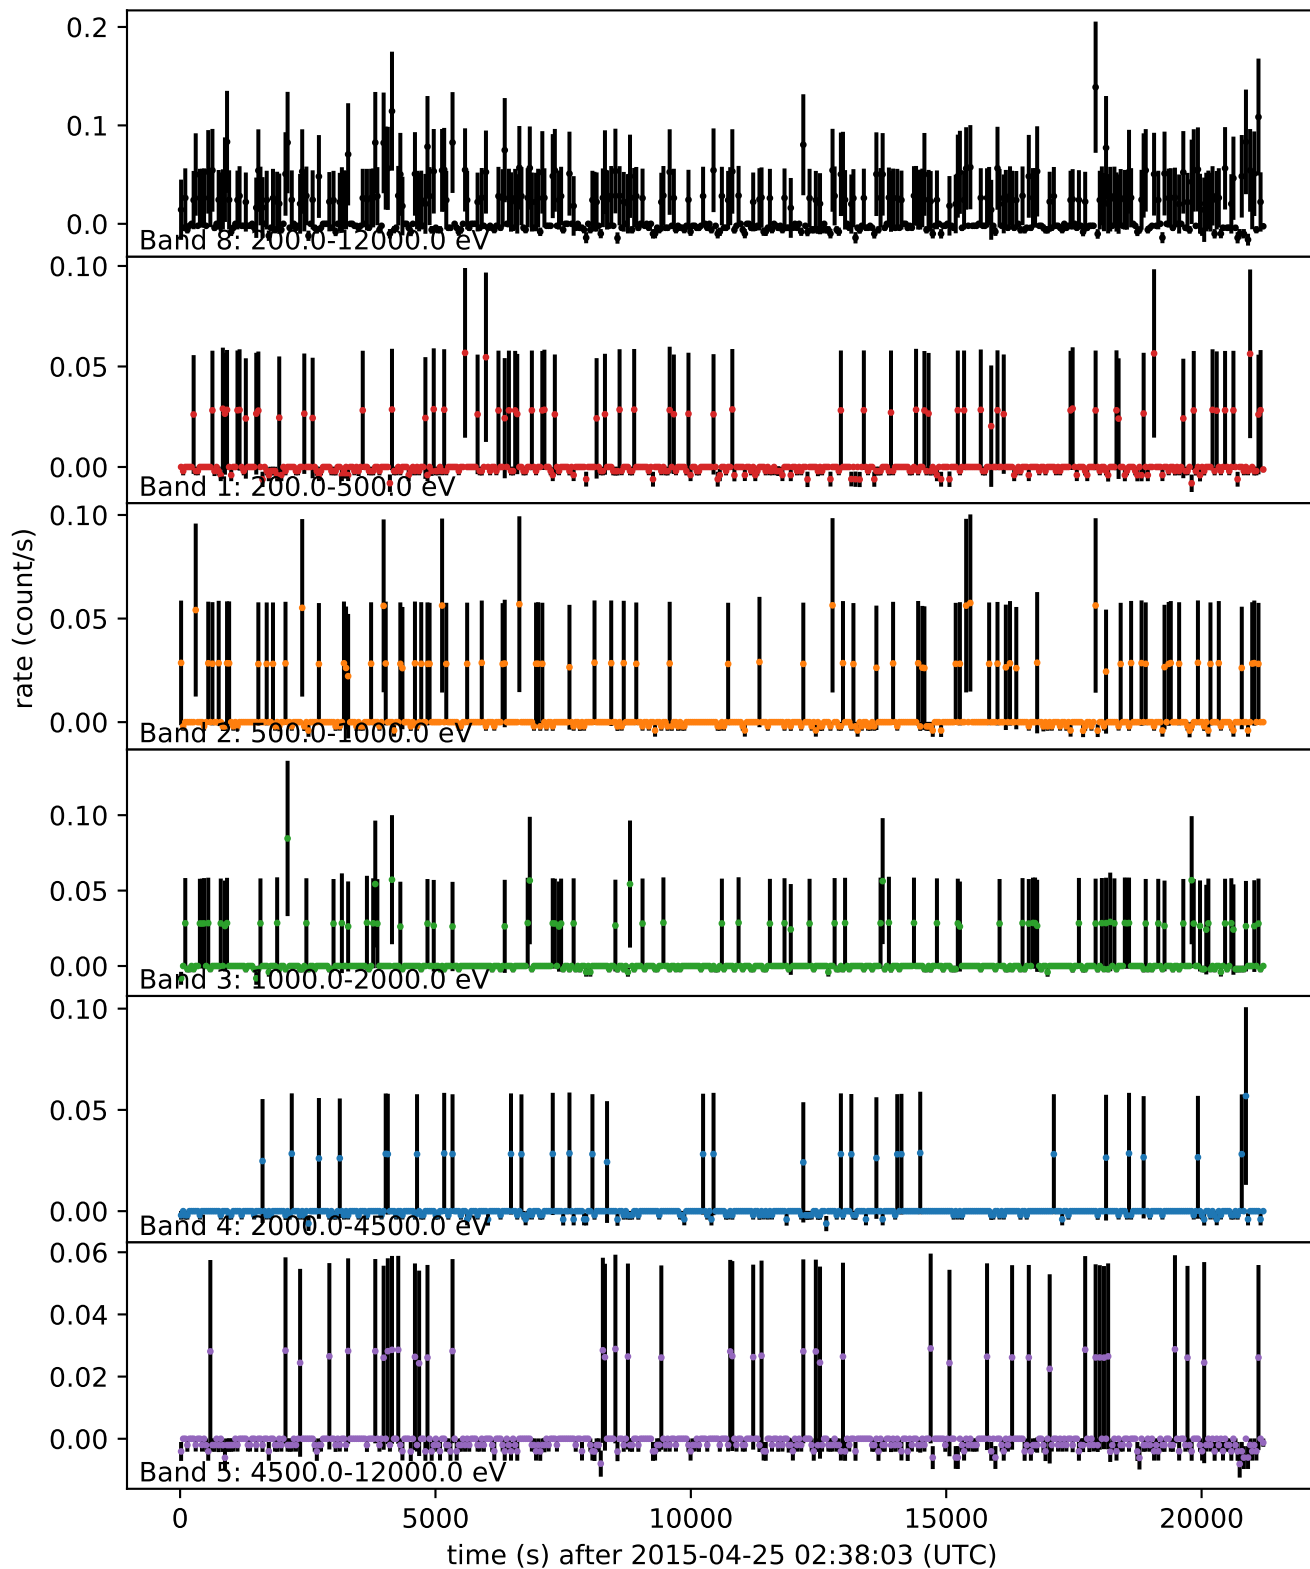 0.2
0.1
0.0
Band 8: 200.0-12000.0 eV
0.10
0.05
0.00
Band 1: 200.0-500.0 eV
0.10
0.05
0.00
Band 2: 500.0-1000.0 eV
rate (count/s)
0.10
0.05
0.00
Band 3: 1000.0-2000.0 eV
0.10
0.05
0.00
Band 4: 2000.0-4500.0 eV
0.06
0.04
0.02
0.00
Band 5: 4500.0-12000.0 eV
0 5000 10000 15000 20000
time (s) after 2015-04-25 02:38:03 (UTC)